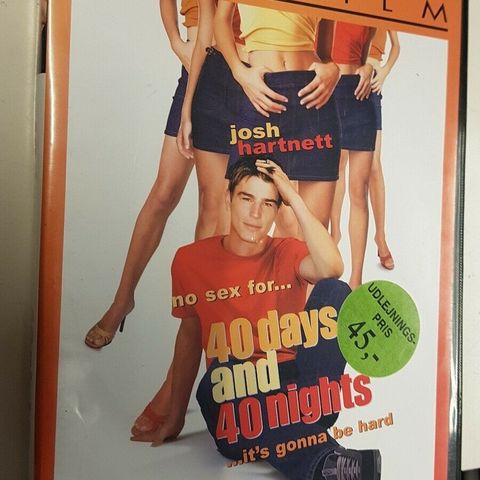 josh
hartnett
no sex for...
40 days
and
40 nights
...it's gonna be hard
UDLEJNINGS-
PRIS
45,-